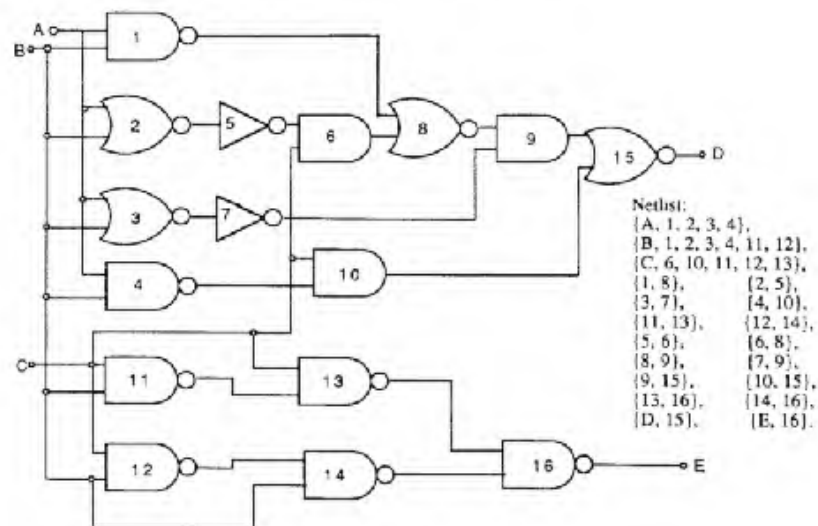 A
B
1
2
5
6
8
9
15
D
3
7
4
10
C
11
13
12
14
16
E
Netlist:
{A, 1, 2, 3, 4},
{B, 1, 2, 3, 4, 11, 12},
{C, 6, 10, 11, 12, 13},
{1, 8}, {2, 5},
{3, 7}, {4, 10},
{11, 13}, {12, 14},
{5, 6}, {6, 8},
{8, 9}, {7, 9},
{9, 15}, {10, 15},
{13, 16}, {14, 16},
{D, 15}, {E, 16}.